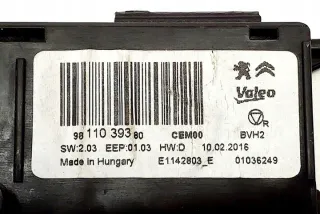 Valeo
98 110 393 80 CEM00 BVH2
SW:2.03 EEP:01.03 HW:D 10.02.2016
Made in Hungary E1142803_E 01036249
R